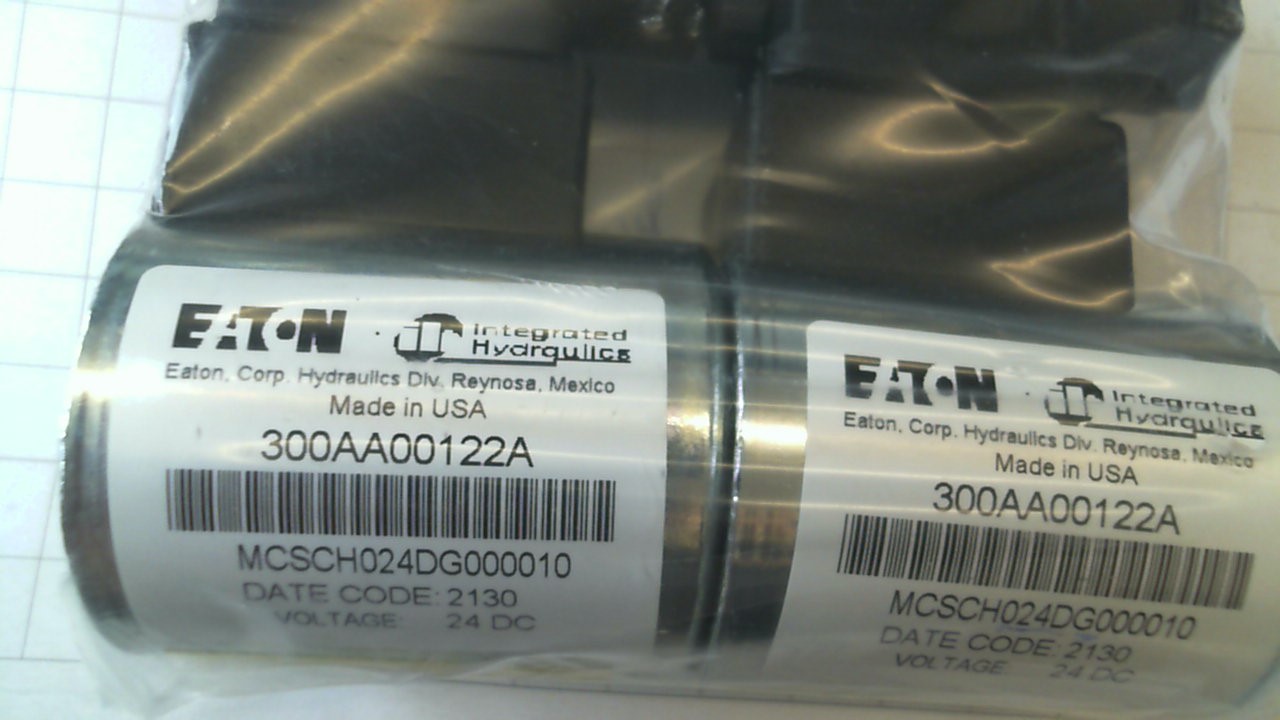 EATON
Integrated
Hydraulics
Eaton, Corp. Hydraulics Div. Reynosa, Mexico
Made in USA
300AA00122A
MCSCH024DG000010
DATE CODE: 2130
VOLTAGE: 24 DC
EATON
Integrated
Hydraulics
Eaton, Corp. Hydraulics Div. Reynosa, Mexico
Made in USA
300AA00122A
MCSCH024DG000010
DATE CODE: 2130
VOLTAGE: 24 DC